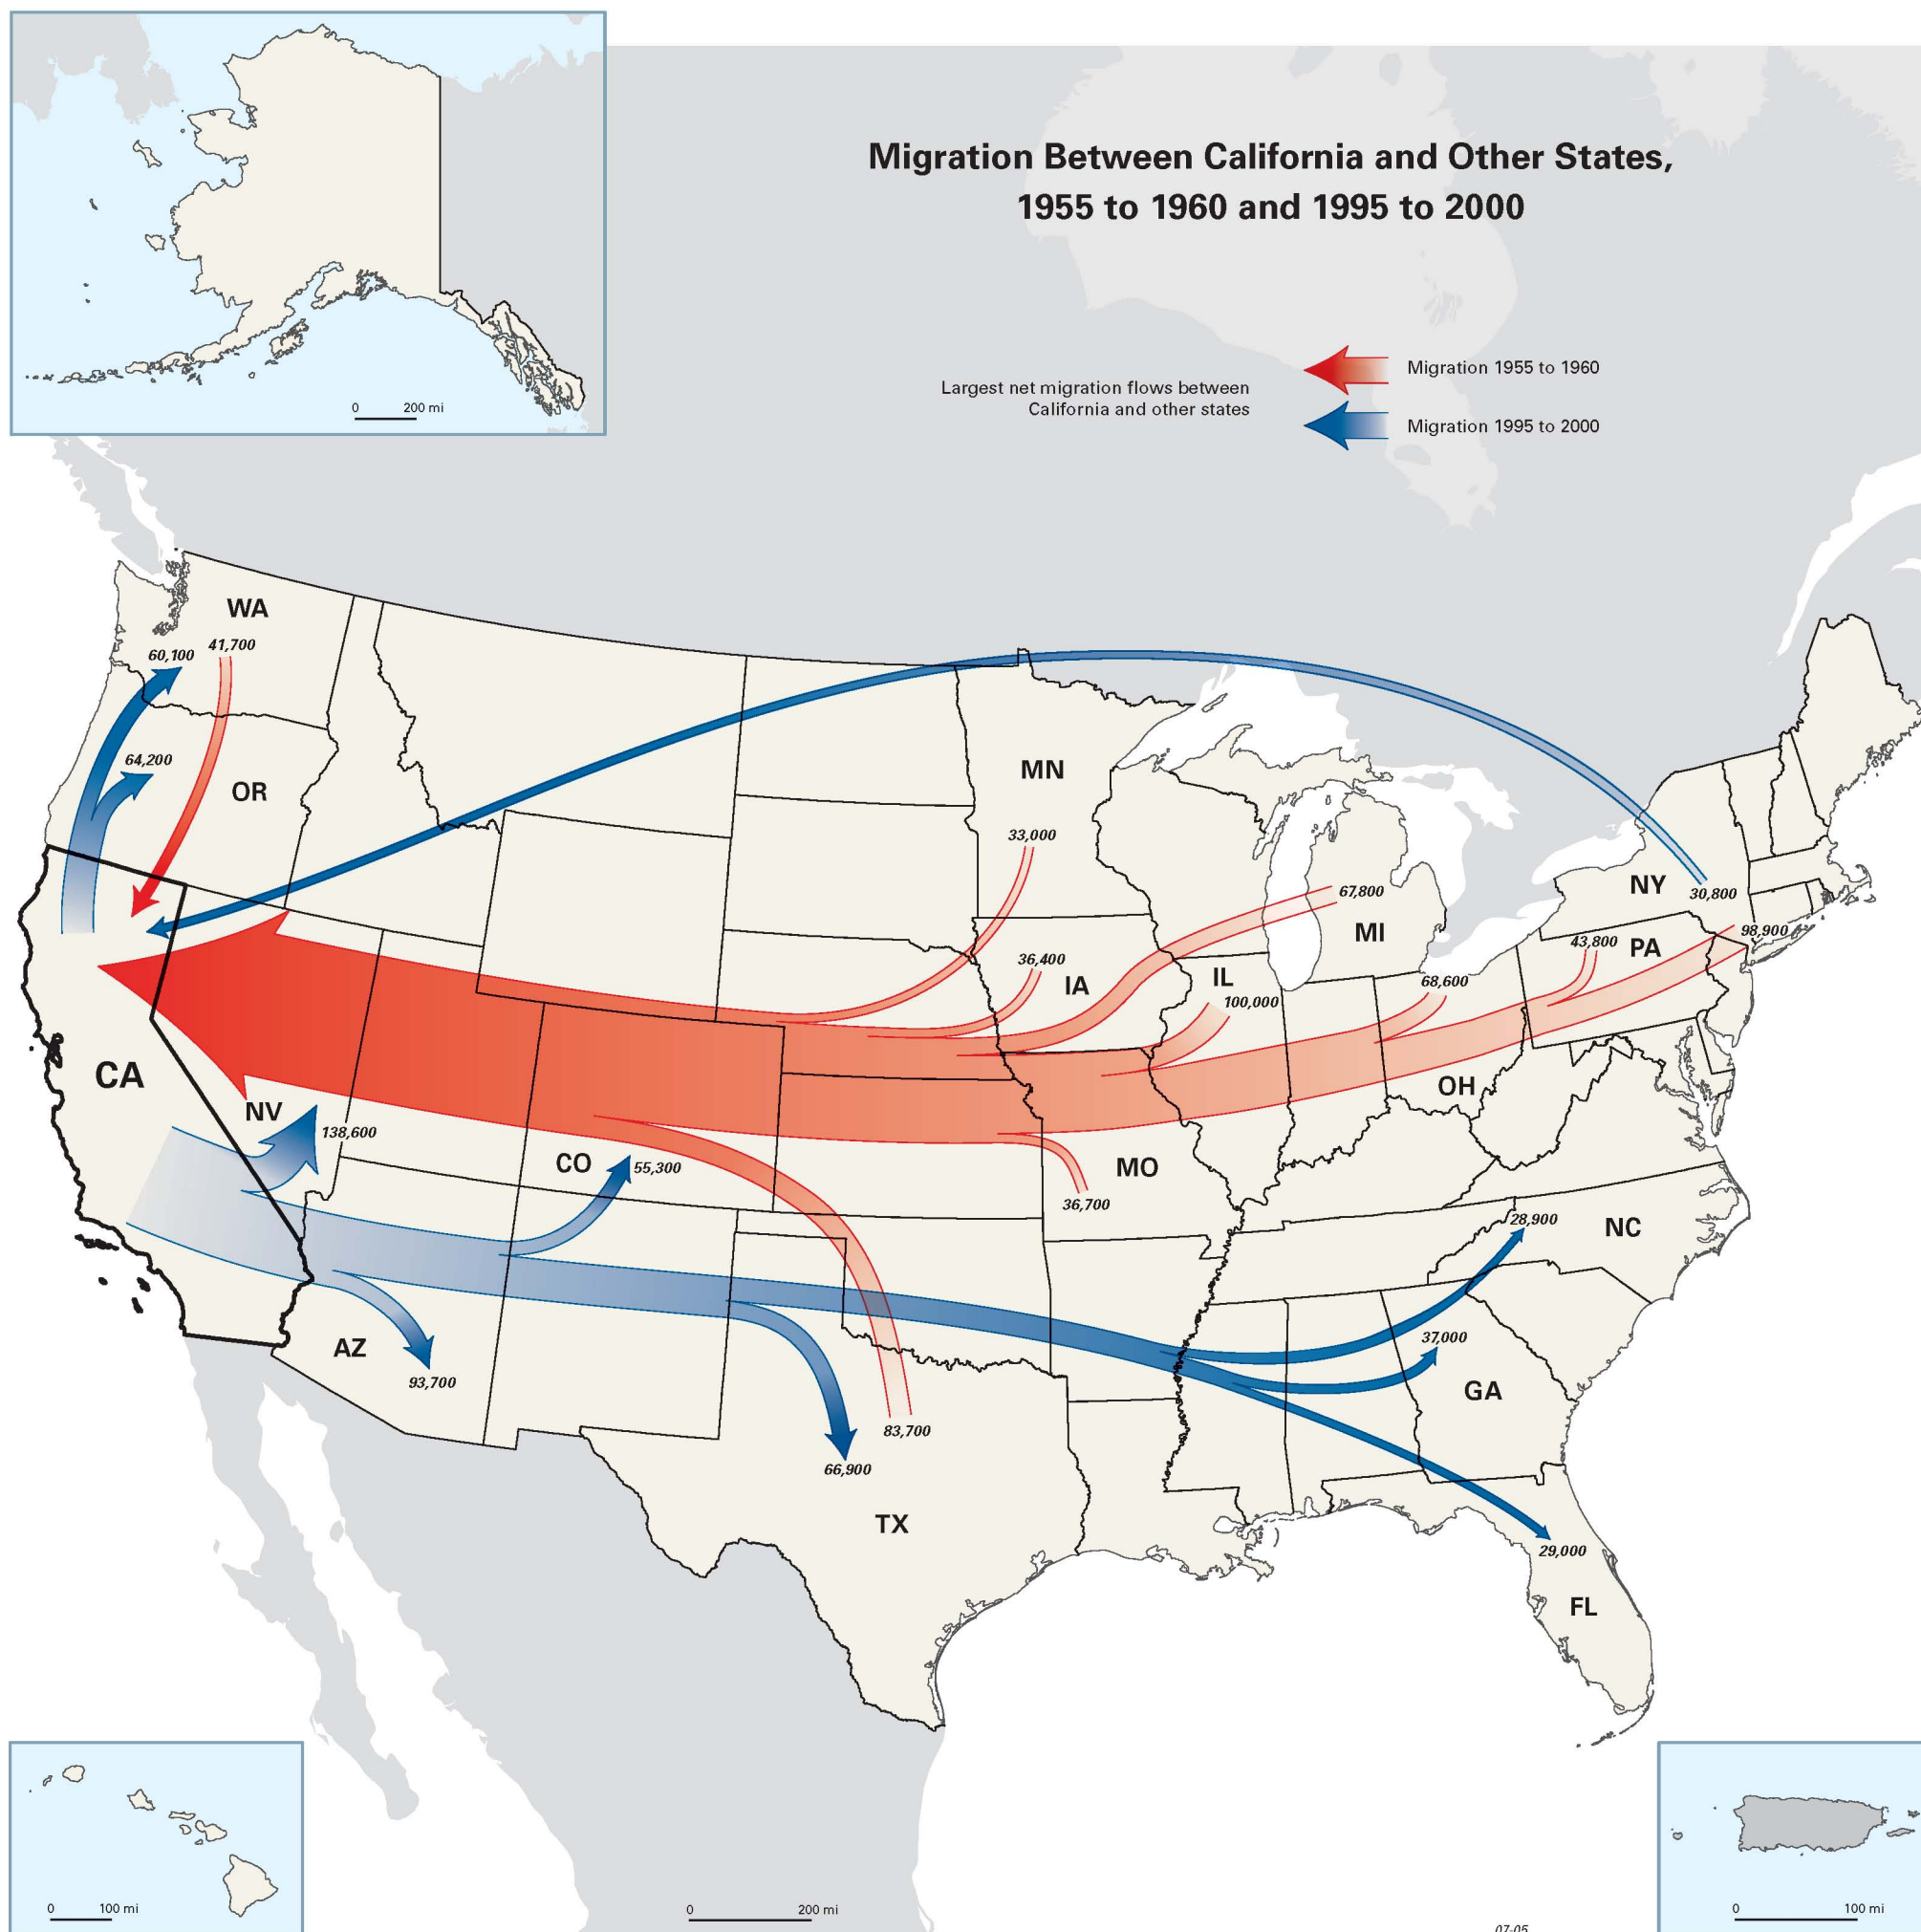 Migration Between California and Other States,
1955 to 1960 and 1995 to 2000
Largest net migration flows between
California and other states
Migration 1955 to 1960
Migration 1995 to 2000
0 200 mi
WA
60,100
41,700
64,200
OR
MN
33,000
67,800
MI
NY
30,800
98,900
43,800
PA
36,400
IA
IL
100,000
68,600
OH
CA
NV
138,600
CO
55,300
MO
36,700
28,900
NC
37,000
GA
AZ
93,700
83,700
66,900
TX
29,000
FL
0 100 mi
0 200 mi
0 100 mi
07-05